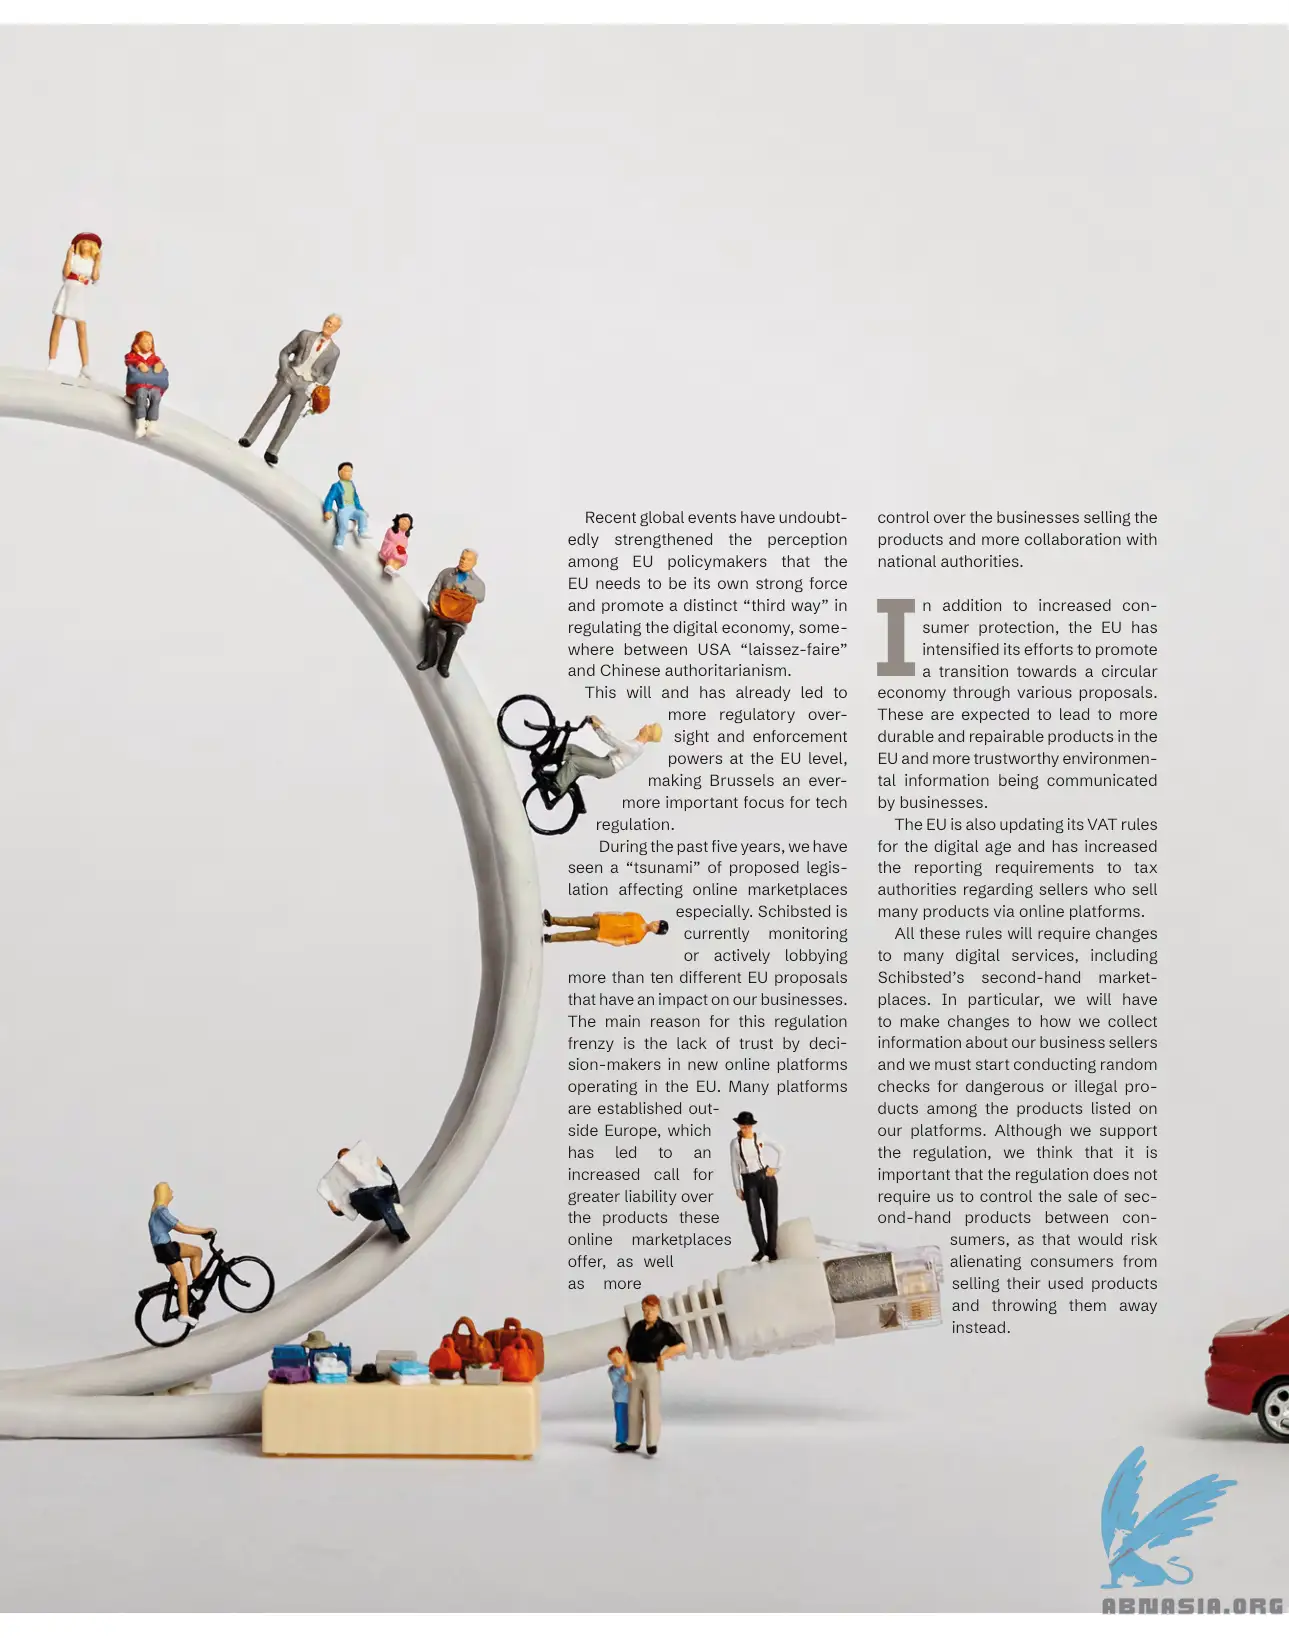 Recent global events have undoubt-
edly strengthened the perception
among EU policymakers that the
EU needs to be its own strong force
and promote a distinct “third way” in
regulating the digital economy, some-
where between USA “laissez-faire”
and Chinese authoritarianism.
This will and has already led to
more regulatory over-
sight and enforcement
powers at the EU level,
making Brussels an ever-
more important focus for tech
regulation.
During the past five years, we have
seen a “tsunami” of proposed legis-
lation affecting online marketplaces
especially. Schibsted is
currently monitoring
or actively lobbying
more than ten different EU proposals
that have an impact on our businesses.
The main reason for this regulation
frenzy is the lack of trust by deci-
sion-makers in new online platforms
operating in the EU. Many platforms
are established out-
side Europe, which
has led to an
increased call for
greater liability over
the products these
online marketplaces
offer, as well
as more
control over the businesses selling the
products and more collaboration with
national authorities.
In addition to increased con-
sumer protection, the EU has
intensified its efforts to promote
a transition towards a circular
economy through various proposals.
These are expected to lead to more
durable and repairable products in the
EU and more trustworthy environmen-
tal information being communicated
by businesses.
The EU is also updating its VAT rules
for the digital age and has increased
the reporting requirements to tax
authorities regarding sellers who sell
many products via online platforms.
All these rules will require changes
to many digital services, including
Schibsted’s second-hand market-
places. In particular, we will have
to make changes to how we collect
information about our business sellers
and we must start conducting random
checks for dangerous or illegal pro-
ducts among the products listed on
our platforms. Although we support
the regulation, we think that it is
important that the regulation does not
require us to control the sale of sec-
ond-hand products between con-
sumers, as that would risk
alienating consumers from
selling their used products
and throwing them away
instead.
ABNASIA.ORG